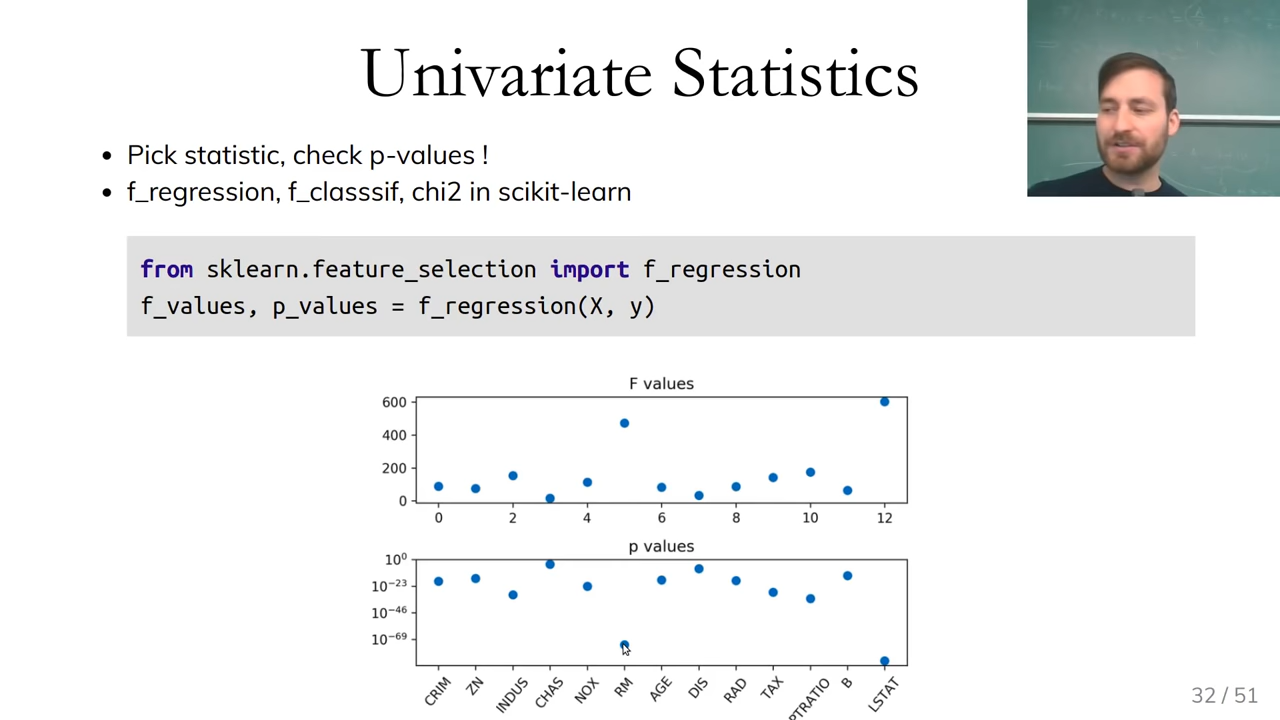 Univariate Statistics
• Pick statistic, check p-values !
• f_regression, f_classsif, chi2 in scikit-learn
from sklearn.feature_selection import f_regression
f_values, p_values = f_regression(X, y)
F values
600
400
200
0
0 2 4 6 8 10 12
p values
10⁰
10⁻²³
10⁻⁴⁶
10⁻⁶⁹
CRIM ZN INDUS CHAS NOX RM AGE DIS RAD TAX PTRATIO B LSTAT
32 / 51